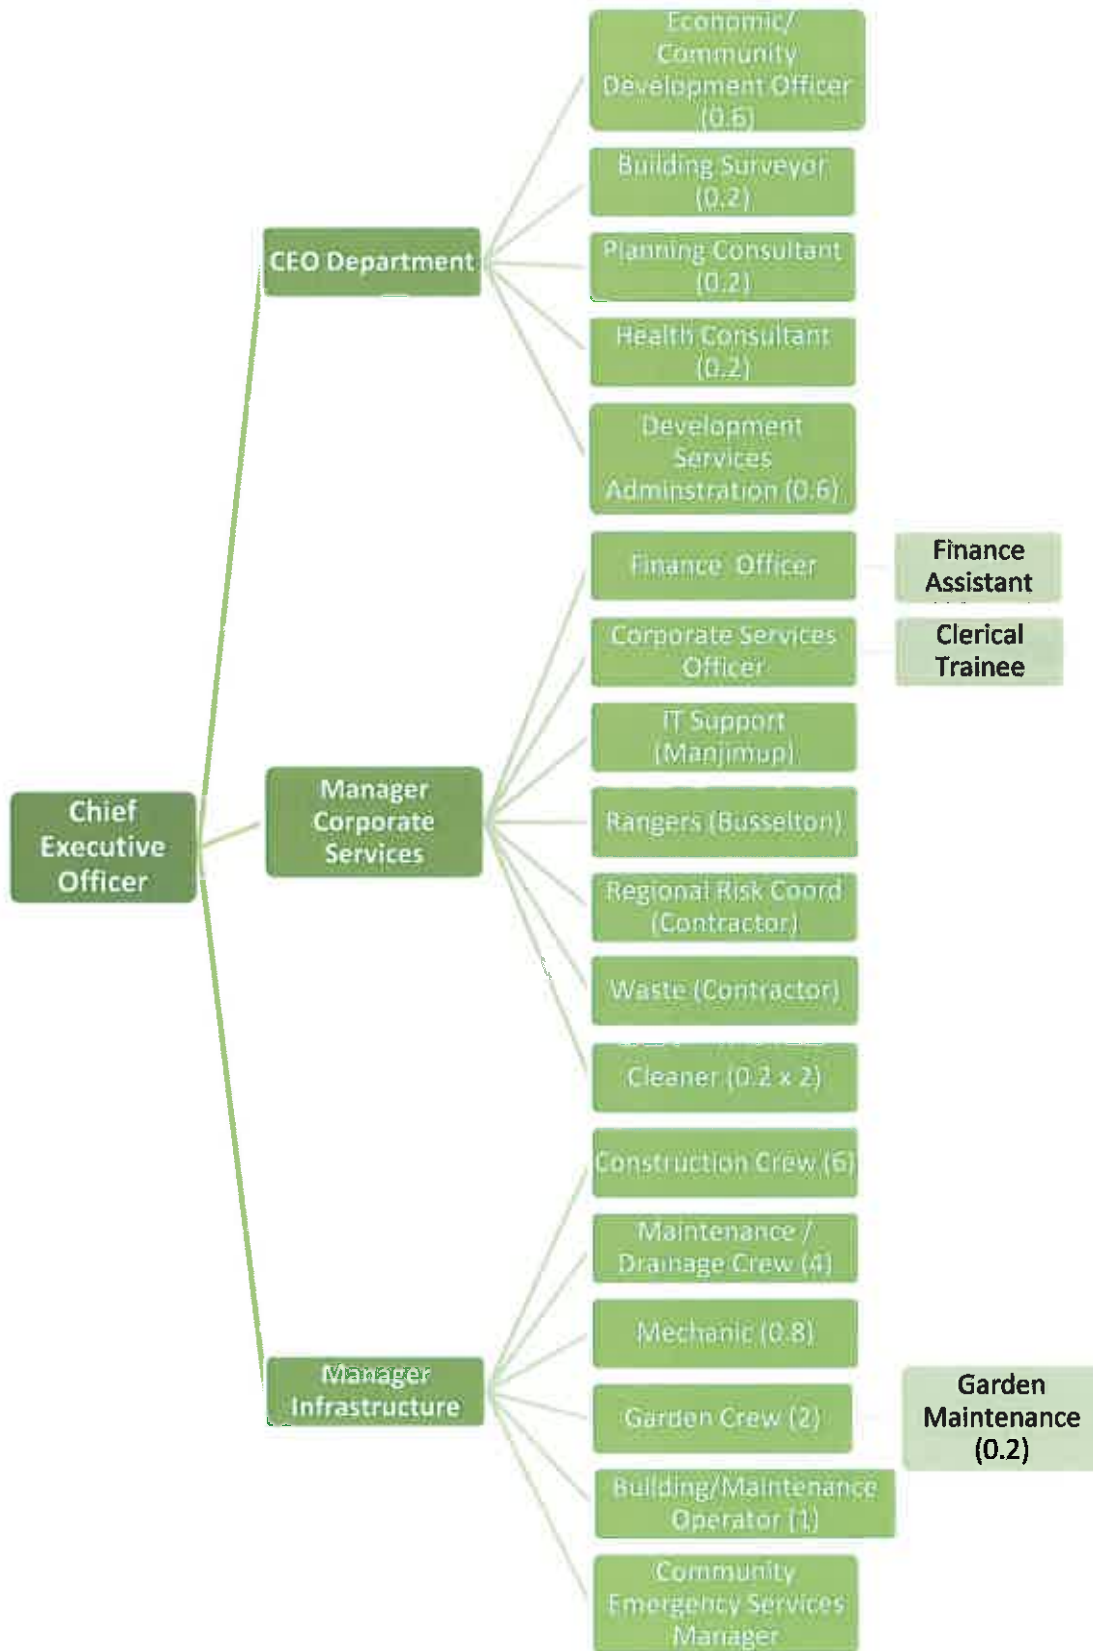 Economic/
Community
Development Officer
(0.6)
Building Surveyor
(0.2)
CEO Department
Planning Consultant
(0.2)
Health Consultant
(0.2)
Development
Services
Adminstration (0.6)
Finance Officer
Finance
Assistant
Corporate Services
Officer
Clerical
Trainee
IT Support
(Manjimup)
Chief
Executive
Officer
Manager
Corporate
Services
Rangers (Busselton)
Regional Risk Coord
(Contractor)
Waste (Contractor)
Cleaner (0.2 x 2)
Construction Crew (6)
Maintenance /
Drainage Crew (4)
Mechanic (0.8)
Manager
Infrastructure
Garden Crew (2)
Garden
Maintenance
(0.2)
Building/Maintenance
Operator (1)
Community
Emergency Services
Manager